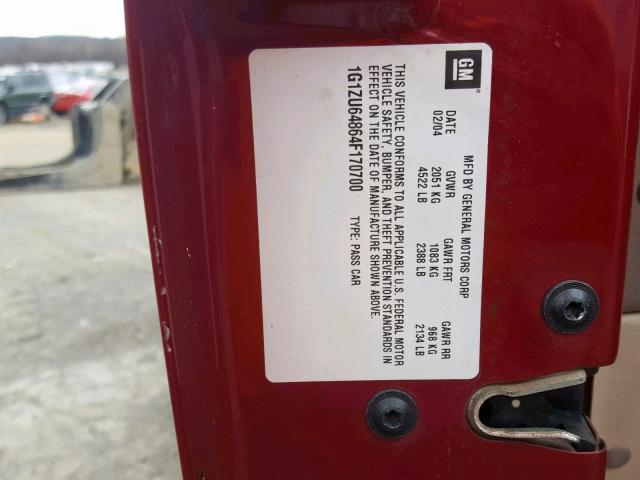 GM
MFD BY GENERAL MOTORS CORP
DATE GVWR GAWR FRT GAWR RR
02/04 2051 KG 1083 KG 968 KG
4522 LB 2388 LB 2134 LB
THIS VEHICLE CONFORMS TO ALL APPLICABLE U.S. FEDERAL MOTOR
VEHICLE SAFETY, BUMPER, AND THEFT PREVENTION STANDARDS IN
EFFECT ON THE DATE OF MANUFACTURE SHOWN ABOVE.
1G1ZU64864F170700 TYPE: PASS CAR